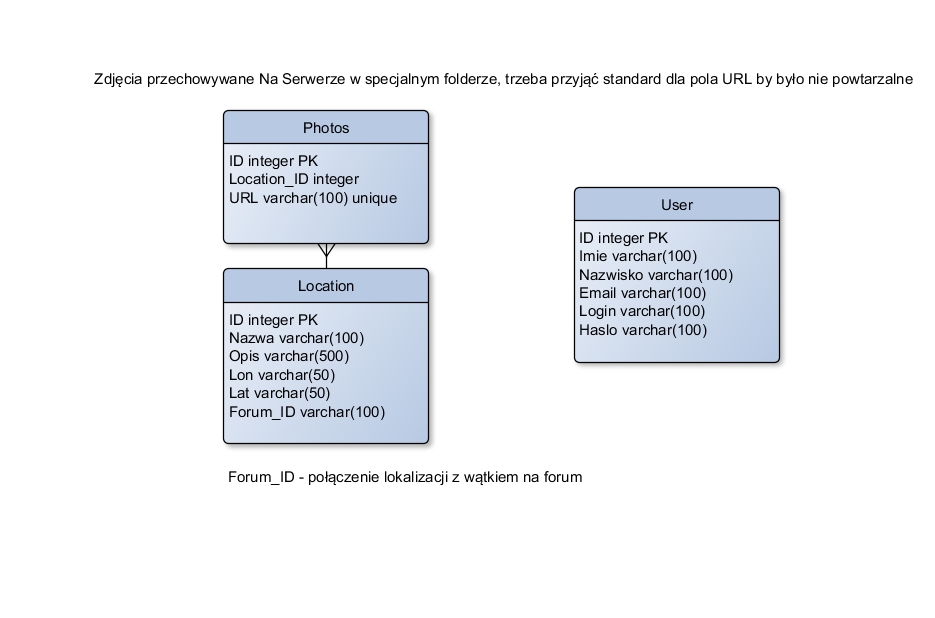 Zdjęcia przechowywane Na Serwerze w specjalnym folderze, trzeba przyjąć standard dla pola URL by było nie powtarzalne
Photos
ID integer PK
Location_ID integer
URL varchar(100) unique
Location
ID integer PK
Nazwa varchar(100)
Opis varchar(500)
Lon varchar(50)
Lat varchar(50)
Forum_ID varchar(100)
User
ID integer PK
Imie varchar(100)
Nazwisko varchar(100)
Email varchar(100)
Login varchar(100)
Haslo varchar(100)
Forum_ID - połączenie lokalizacji z wątkiem na forum